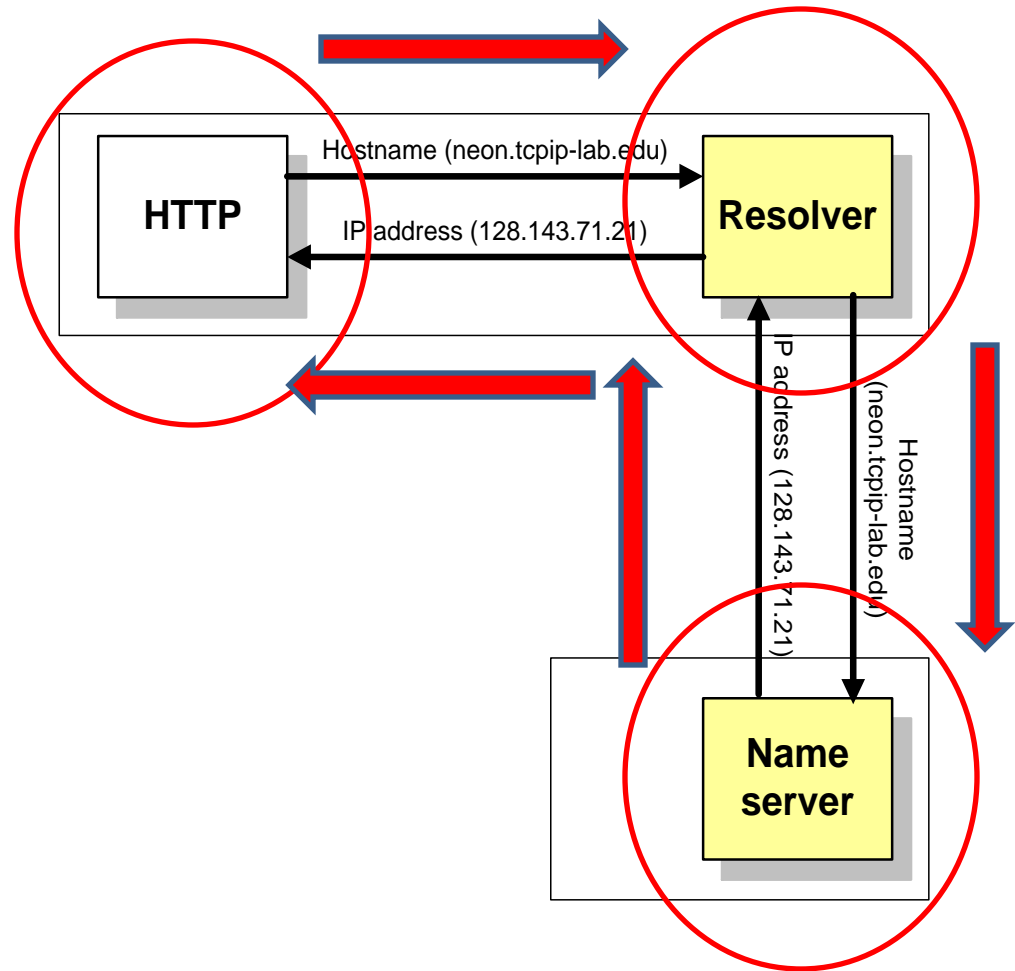 Hostname (neon.tcpip-lab.edu)
HTTP
Resolver
IP address (128.143.71.21)
IP address (128.143.71.21)
Hostname
(neon.tcpip-lab.edu)
Name
server